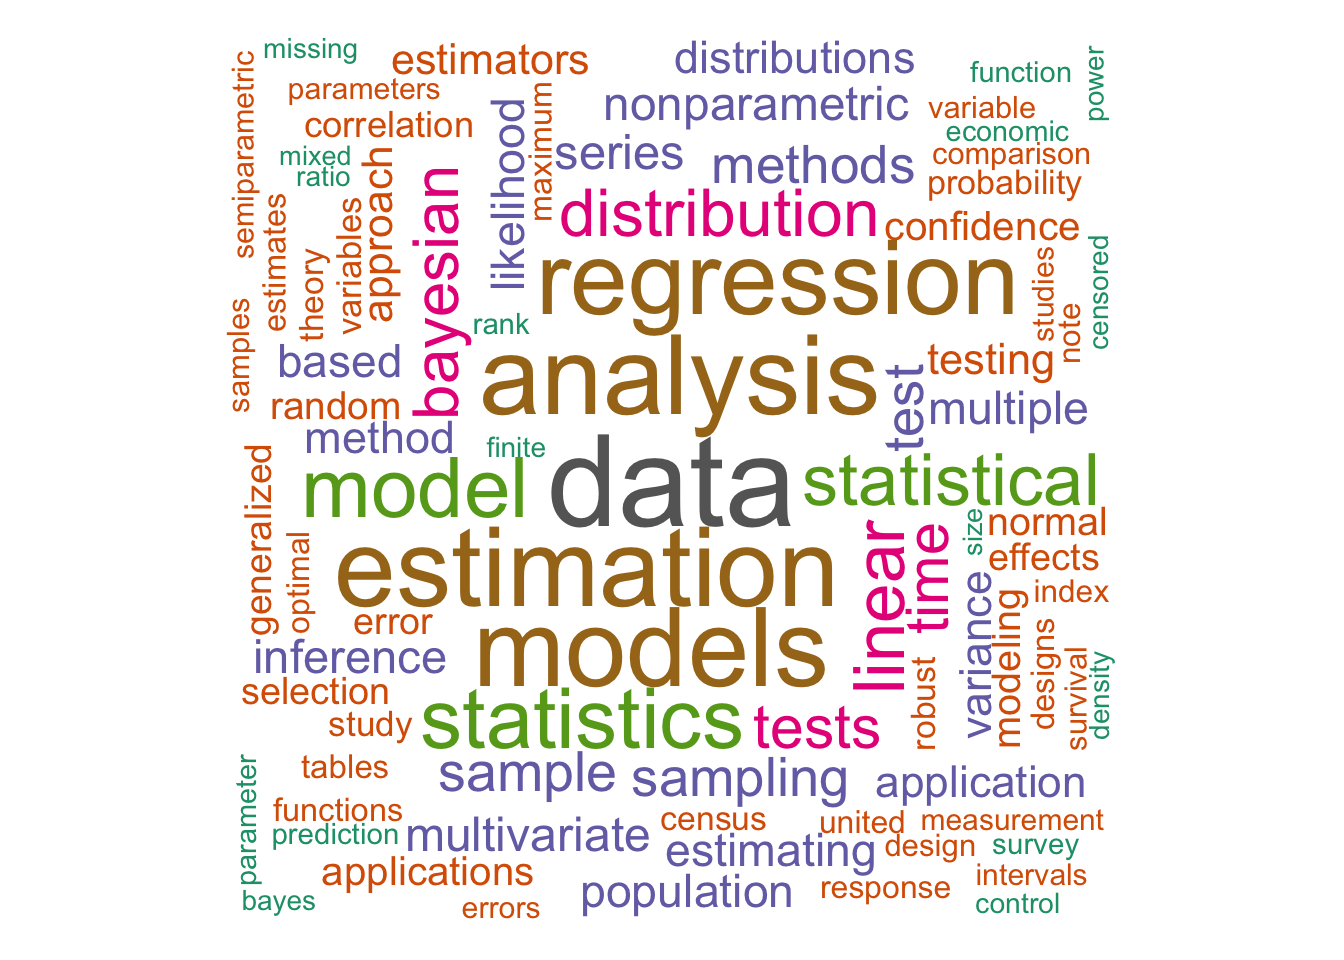 missing
estimators
distributions
function
power
semiparametric
parameters
nonparametric
variable
correlation
likelihood
maximum
economic
mixed
approach
series
methods
comparison
ratio
bayesian
distribution
probability
estimates
variables
confidence
theory
regression
studies
censored
samples
rank
note
based
analysis
test
testing
random
multiple
method
finite
model
data
statistical
generalized
size
normal
optimal
estimation
linear
time
effects
error
variance
modeling
index
inference
models
designs
survival
density
selection
robust
study
statistics
tests
parameter
tables
sample
sampling
application
functions
census
united
measurement
prediction
multivariate
estimating
design
survey
applications
population
response
intervals
bayes
errors
control